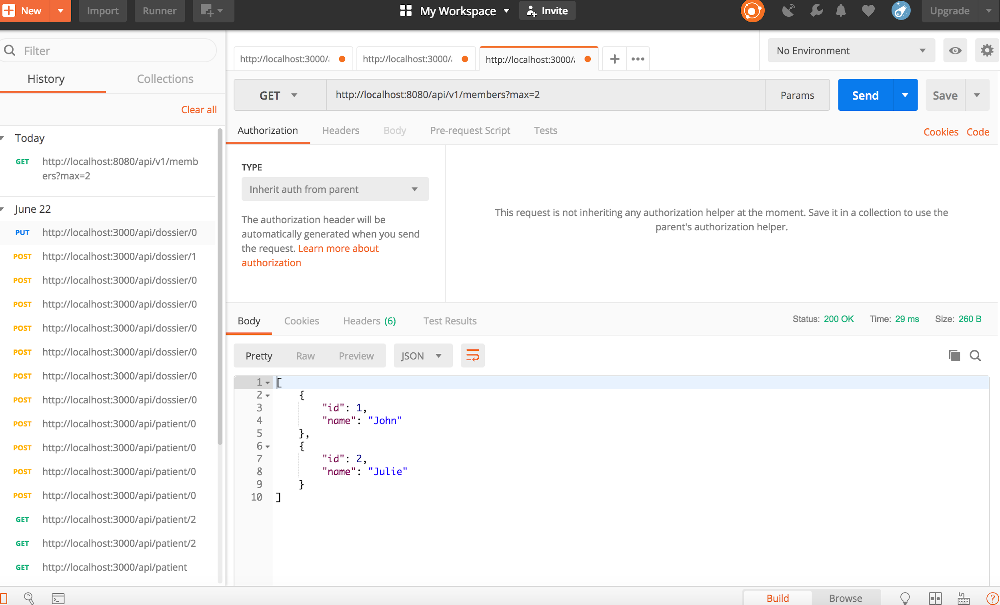 New
Import
Runner
My Workspace
Invite
Upgrade
Filter
History
Collections
Clear all
Today
GET http://localhost:8080/api/v1/memb
ers?max=2
June 22
PUT http://localhost:3000/api/dossier/0
POST http://localhost:3000/api/dossier/1
POST http://localhost:3000/api/dossier/0
POST http://localhost:3000/api/dossier/0
POST http://localhost:3000/api/dossier/0
POST http://localhost:3000/api/dossier/0
POST http://localhost:3000/api/dossier/0
POST http://localhost:3000/api/dossier/0
POST http://localhost:3000/api/patient/0
POST http://localhost:3000/api/patient/0
POST http://localhost:3000/api/patient/0
POST http://localhost:3000/api/patient/0
GET http://localhost:3000/api/patient/2
GET http://localhost:3000/api/patient/2
GET http://localhost:3000/api/patient
http://localhost:3000/
http://localhost:3000/
http://localhost:3000/
No Environment
GET
http://localhost:8080/api/v1/members?max=2
Params
Send
Save
Authorization
Headers
Body
Pre-request Script
Tests
Cookies
Code
TYPE
Inherit auth from parent
The authorization header will be
automatically generated when you send
the request. Learn more about
authorization
This request is not inheriting any authorization helper at the moment. Save it in a collection to use the
parent's authorization helper.
Body
Cookies
Headers (6)
Test Results
Status: 200 OK
Time: 29 ms
Size: 260 B
Pretty
Raw
Preview
JSON
1 [
2 {
3 "id": 1,
4 "name": "John"
5 },
6 {
7 "id": 2,
8 "name": "Julie"
9 }
10 ]
Build
Browse